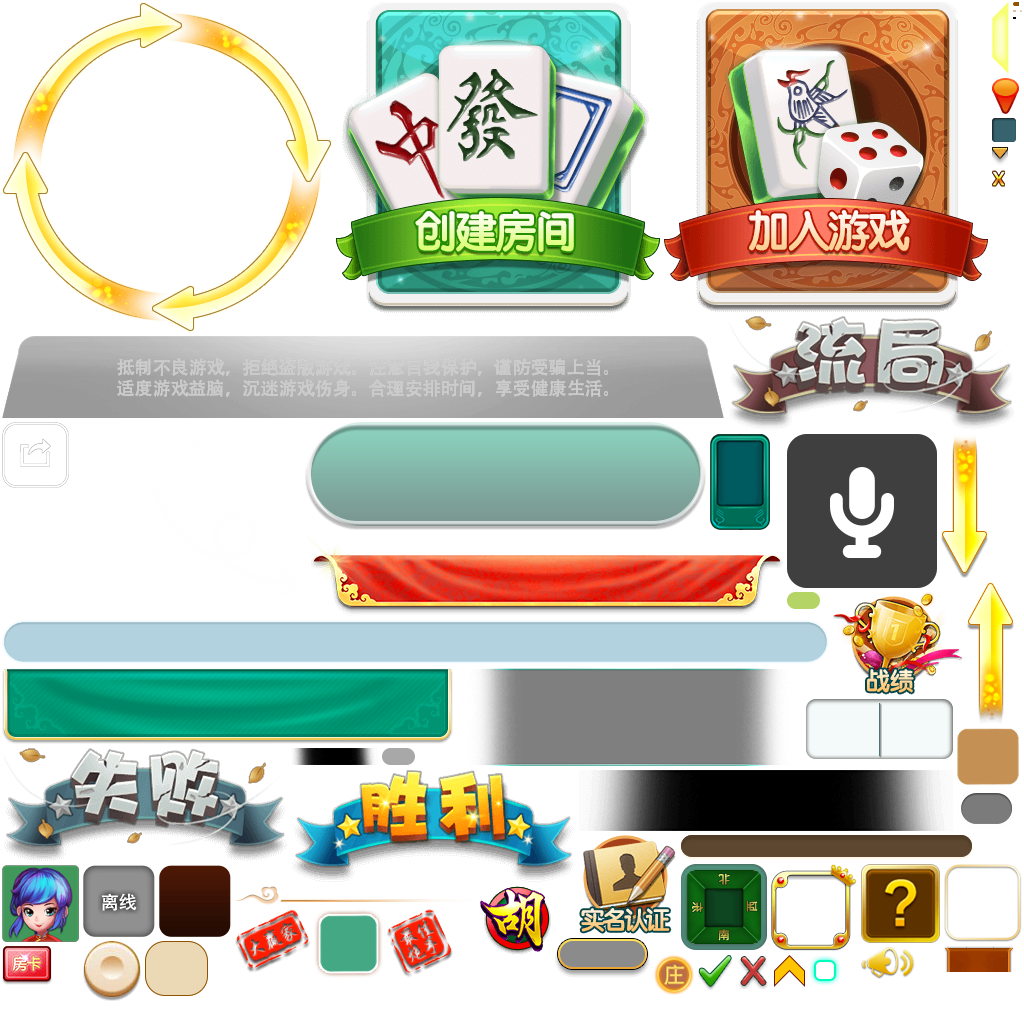 中
發
创建房间
加入游戏
抵制不良游戏，拒绝盗版游戏。注意自我保护，谨防受骗上当。
适度游戏益脑，沉迷游戏伤身。合理安排时间，享受健康生活。
流局
1
战绩
失败
胜利
离线
房卡
大赢家
胡
实名认证
北
东
西
南
?
庄